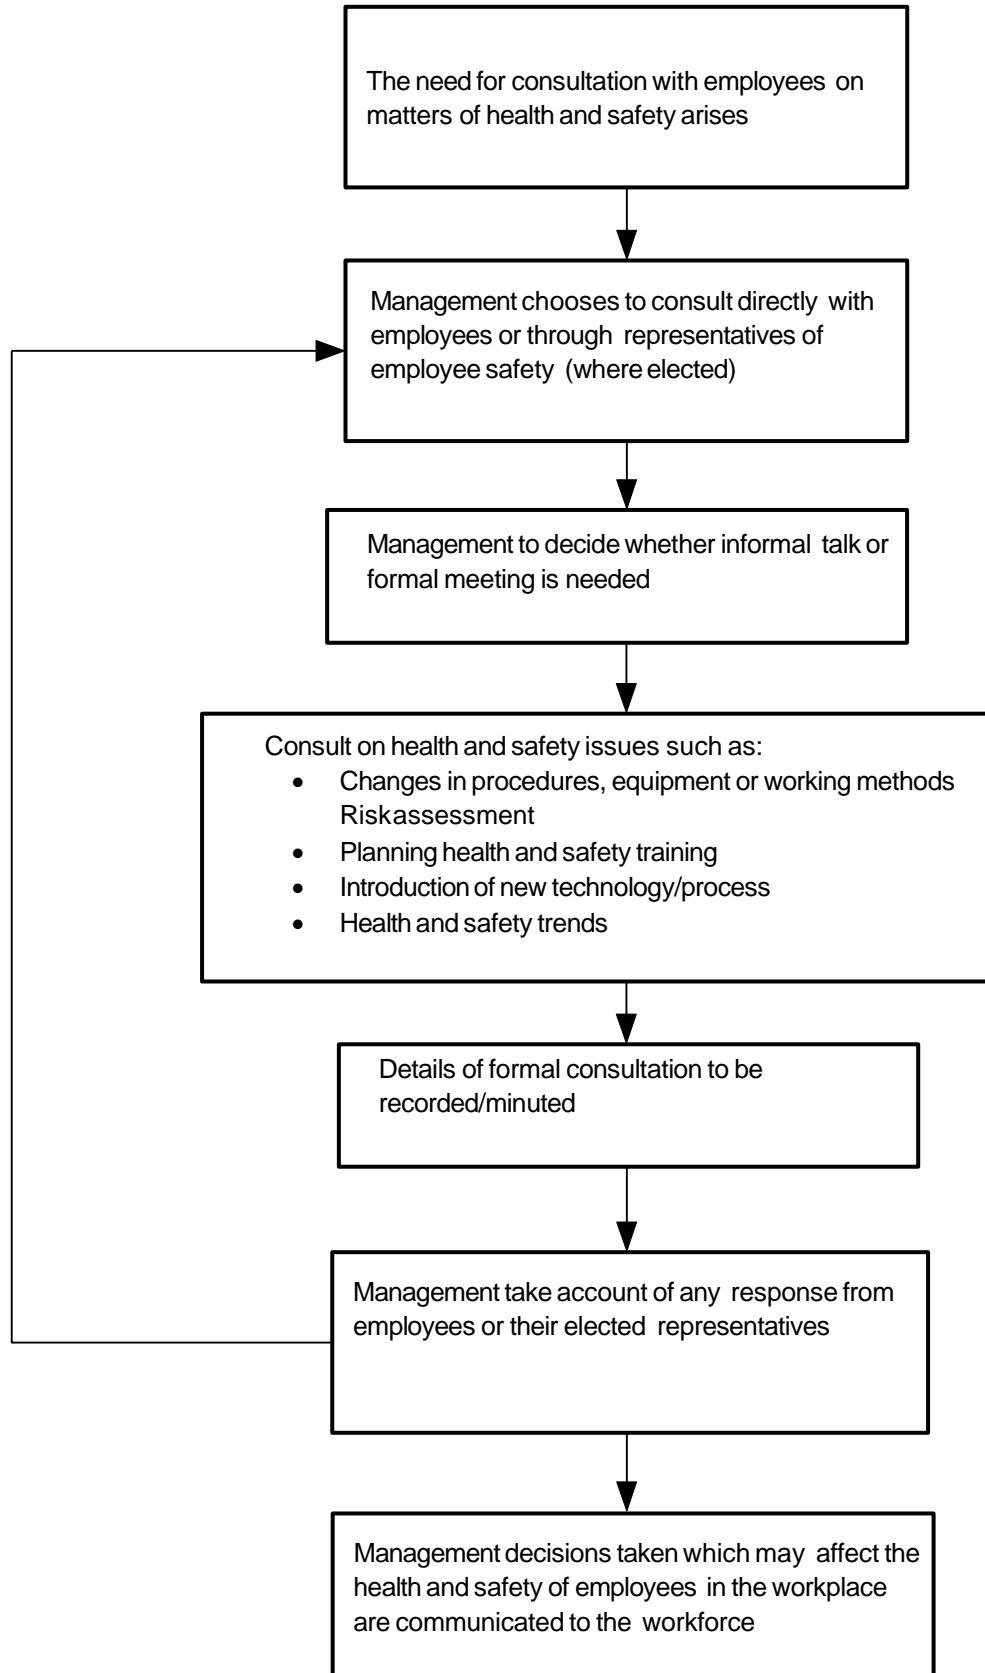 The need for consultation with employees on
matters of health and safety arises
Management chooses to consult directly with
employees or through representatives of
employee safety (where elected)
Management to decide whether informal talk or
formal meeting is needed
Consult on health and safety issues such as:
• Changes in procedures, equipment or working methods
Riskassessment
• Planning health and safety training
• Introduction of new technology/process
• Health and safety trends
Details of formal consultation to be
recorded/minuted
Management take account of any response from
employees or their elected representatives
Management decisions taken which may affect the
health and safety of employees in the workplace
are communicated to the workforce